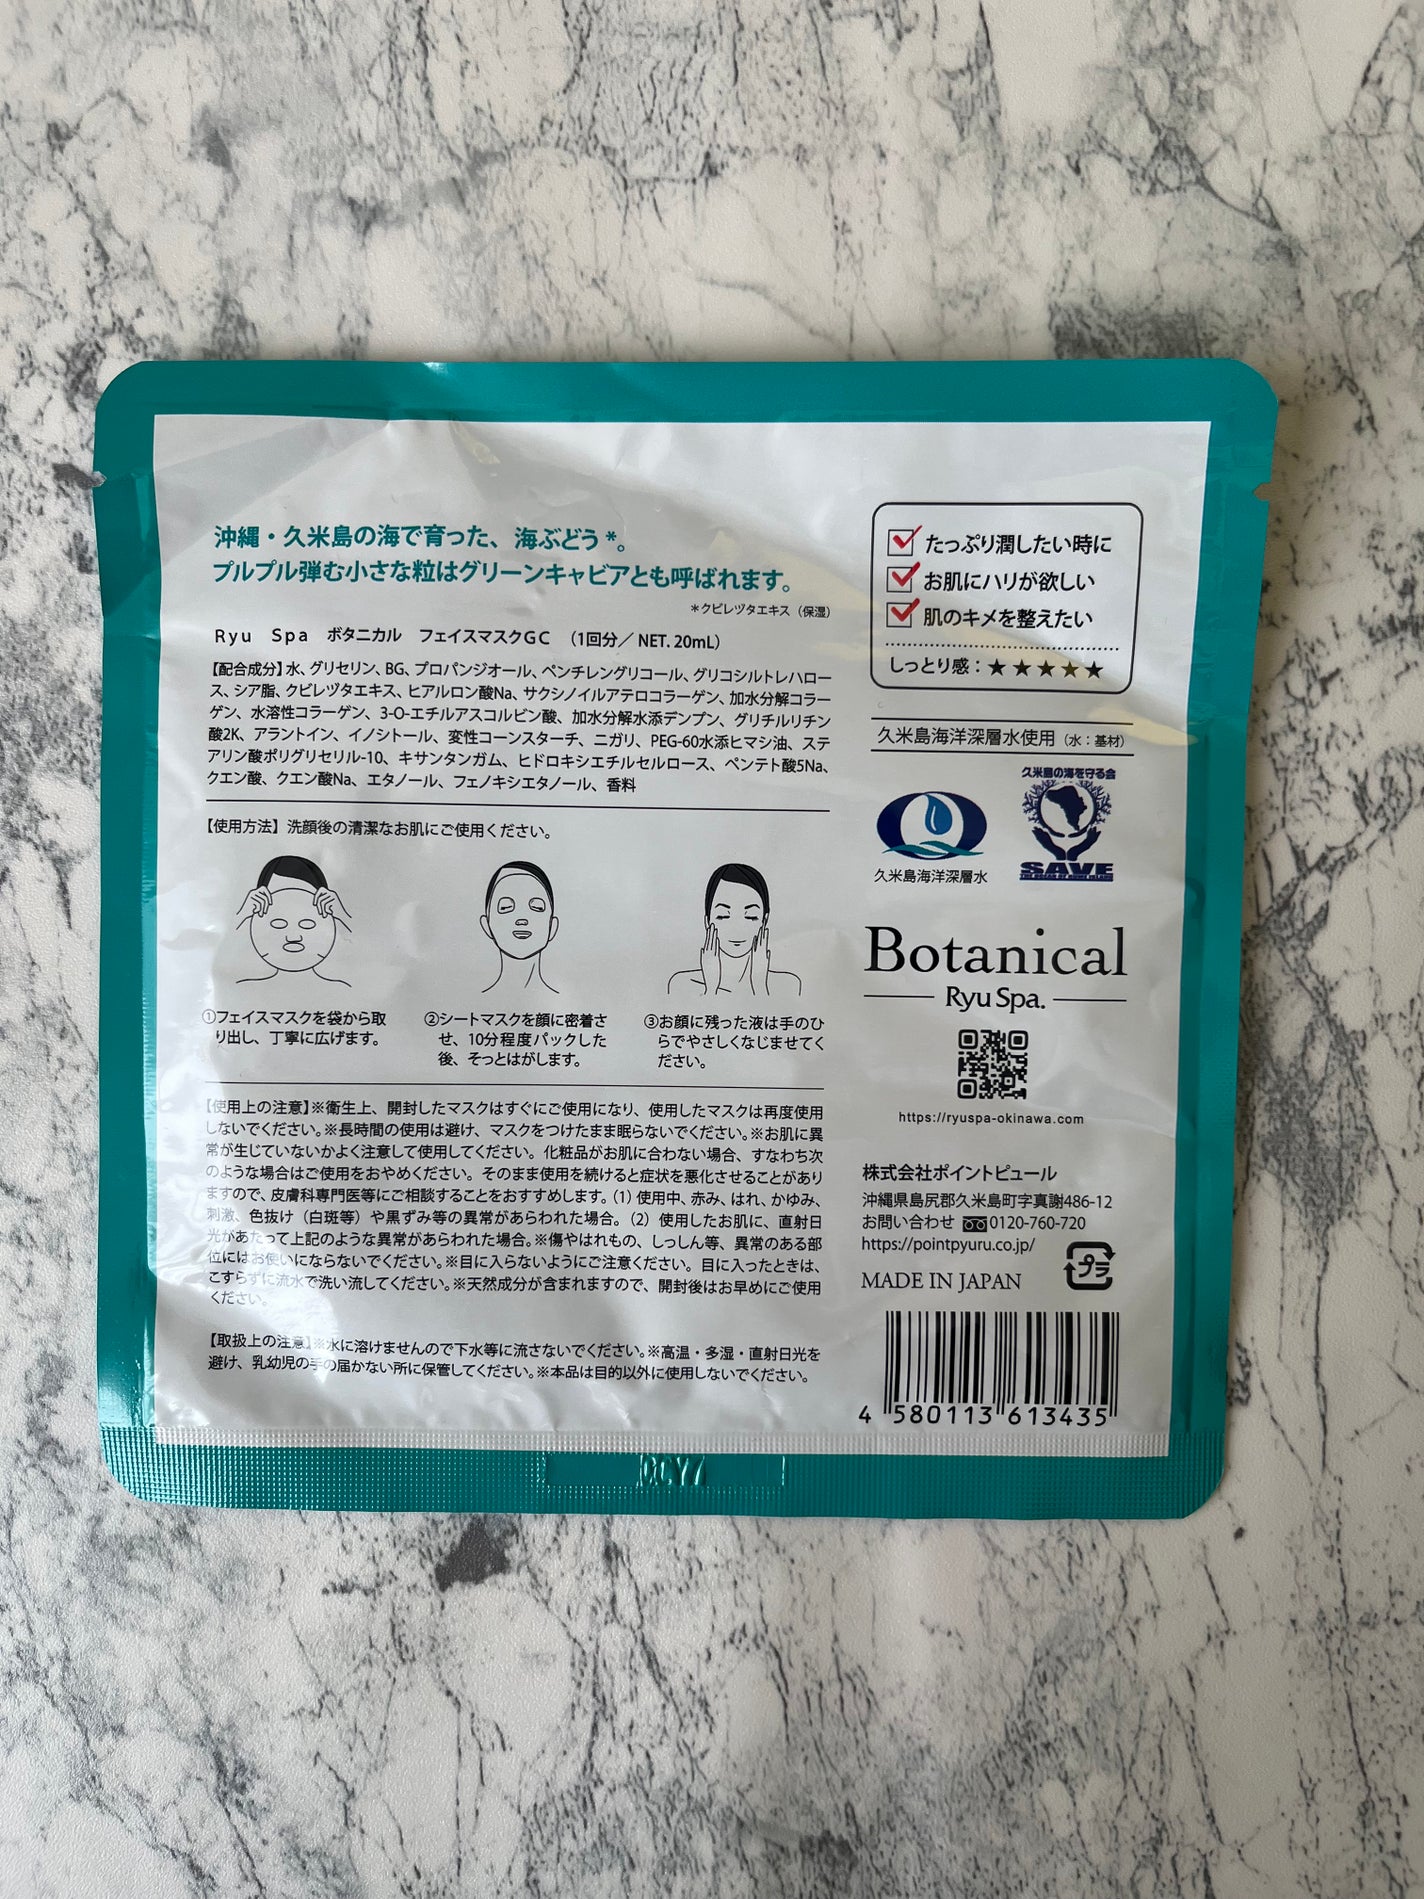 沖縄・久米島の海で育った、海ぶどう*。
プルプル弾む小さな粒はグリーンキャビアとも呼ばれます。
*クビレヅタエキス（保湿）
Ryu Spa ボタニカル フェイスマスクGC （1回分／NET. 20mL）
【配合成分】水、グリセリン、BG、プロパンジオール、ペンチレングリコール、グリコシルトレハロー
ス、シア脂、クビレヅタエキス、ヒアルロン酸Na、サクシノイルアテロコラーゲン、加水分解コラー
ゲン、水溶性コラーゲン、3-O-エチルアスコルビン酸、加水分解水添デンプン、グリチルリチン
酸2K、アラントイン、イノシトール、変性コーンスターチ、ニガリ、PEG-60水添ヒマシ油、ステ
アリン酸ポリグリセリル-10、キサンタンガム、ヒドロキシエチルセルロース、ペンテト酸5Na、
クエン酸、クエン酸Na、エタノール、フェノキシエタノール、香料
【使用方法】洗顔後の清潔なお肌にご使用ください。
①フェイスマスクを袋から取
り出し、丁寧に広げます。
②シートマスクを顔に密着さ
せ、10分程度パックした
後、そっとはがします。
③お顔に残った液は手のひ
らでやさしくなじませてく
ださい。
【使用上の注意】※衛生上、開封したマスクはすぐにご使用になり、使用したマスクは再度使用
しないでください。※長時間の使用は避け、マスクをつけたまま眠らないでください。※お肌に異
常が生じていないかよく注意して使用してください。化粧品がお肌に合わない場合、すなわち次
のような場合はご使用をおやめください。そのまま使用を続けると症状を悪化させることがあり
ますので、皮膚科専門医等にご相談することをおすすめします。（1）使用中、赤み、はれ、かゆみ、
刺激、色抜け（白斑等）や黒ずみ等の異常があらわれた場合。（2）使用したお肌に、直射日
光があたって上記のような異常があらわれた場合。※傷やはれもの、しっしん等、異常のある部
位にはお使いにならないでください。※目に入らないようにご注意ください。目に入ったときは、
こすらずに流水で洗い流してください。※天然成分が含まれますので、開封後はお早めにご使用
ください。
【取扱上の注意】※水に溶けませんので下水等に流さないでください。※高温・多湿・直射日光を
避け、乳幼児の手の届かない所に保管してください。※本品は目的以外に使用しないでください。
たっぷり潤したい時に
お肌にハリが欲しい
肌のキメを整えたい
しっとり感：★★★★★
久米島海洋深層水使用（水：基材）
久米島海洋深層水
久米島の海を守る会
SAVE
Botanical
Ryu Spa.
https://ryuspa-okinawa.com
株式会社ポイントピュール
沖縄県島尻郡久米島町字真謝486-12
お問い合わせ 0120-760-720
https://pointpyuru.co.jp/
MADE IN JAPAN
プラ
4 580113 613435